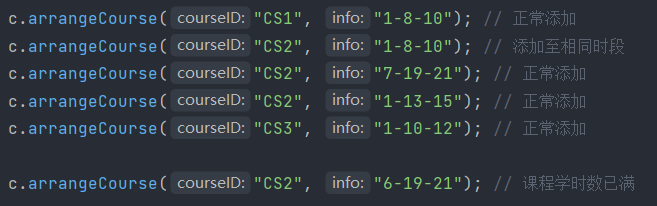 c.arrangeCourse( courseID: "CS1", info: "1-8-10"); // 正常添加
c.arrangeCourse( courseID: "CS2", info: "1-8-10"); // 添加至相同时段
c.arrangeCourse( courseID: "CS2", info: "7-19-21"); // 正常添加
c.arrangeCourse( courseID: "CS2", info: "1-13-15"); // 正常添加
c.arrangeCourse( courseID: "CS3", info: "1-10-12"); // 正常添加
c.arrangeCourse( courseID: "CS2", info: "6-19-21"); // 课程学时数已满